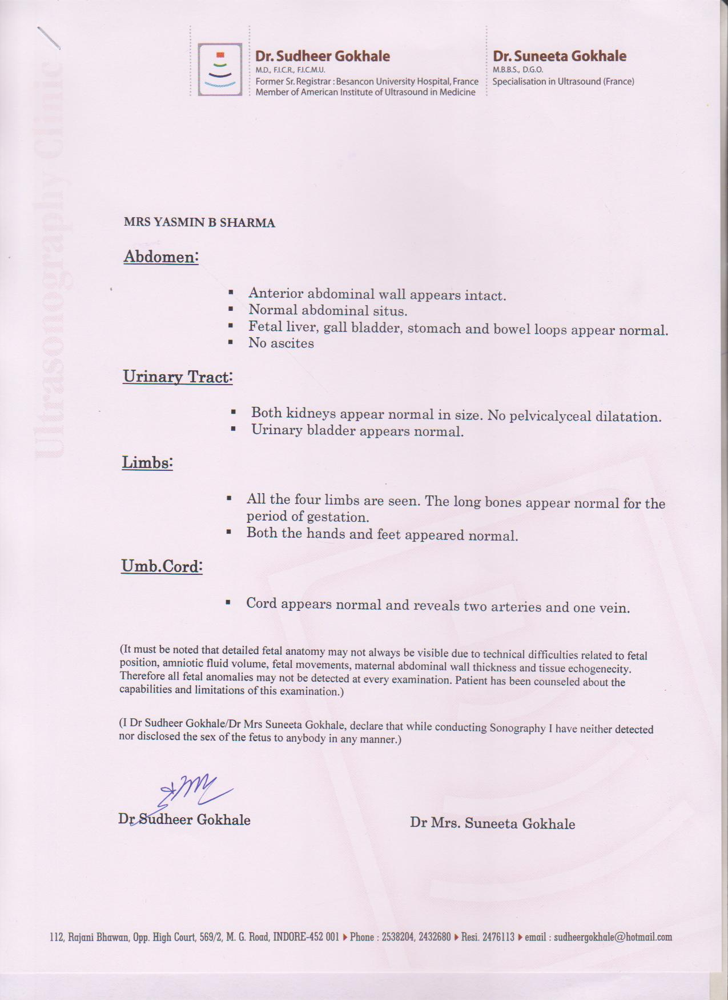 Dr. Sudheer Gokhale
M.D., F.I.C.R., F.I.C.M.U.
Former Sr. Registrar : Besancon University Hospital, France
Member of American Institute of Ultrasound in Medicine
Dr. Suneeta Gokhale
M.B.B.S., D.G.O.
Specialisation in Ultrasound (France)
Ultrasonography Clinic
MRS YASMIN B SHARMA
Abdomen:
▪ Anterior abdominal wall appears intact.
▪ Normal abdominal situs.
▪ Fetal liver, gall bladder, stomach and bowel loops appear normal.
▪ No ascites
Urinary Tract:
▪ Both kidneys appear normal in size. No pelvicalyceal dilatation.
▪ Urinary bladder appears normal.
Limbs:
▪ All the four limbs are seen. The long bones appear normal for the
period of gestation.
▪ Both the hands and feet appeared normal.
Umb.Cord:
▪ Cord appears normal and reveals two arteries and one vein.
(It must be noted that detailed fetal anatomy may not always be visible due to technical difficulties related to fetal
position, amniotic fluid volume, fetal movements, maternal abdominal wall thickness and tissue echogenecity.
Therefore all fetal anomalies may not be detected at every examination. Patient has been counseled about the
capabilities and limitations of this examination.)
(I Dr Sudheer Gokhale/Dr Mrs Suneeta Gokhale, declare that while conducting Sonography I have neither detected
nor disclosed the sex of the fetus to anybody in any manner.)
Dr Sudheer Gokhale
Dr Mrs. Suneeta Gokhale
112, Rajani Bhawan, Opp. High Court, 569/2, M. G. Road, INDORE-452 001 ▸ Phone : 2538204, 2432680 ▸ Resi. 2476113 ▸ email : sudheergokhale@hotmail.com